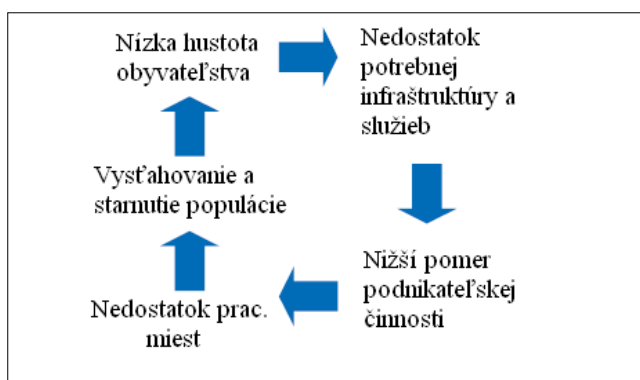 Nízka hustota
obyvateľstva
Nedostatok
potrebnej
infraštruktúry a
služieb
Nižší pomer
podnikateľskej
činnosti
Nedostatok prac.
miest
Vysťahovanie a
starnutie populácie